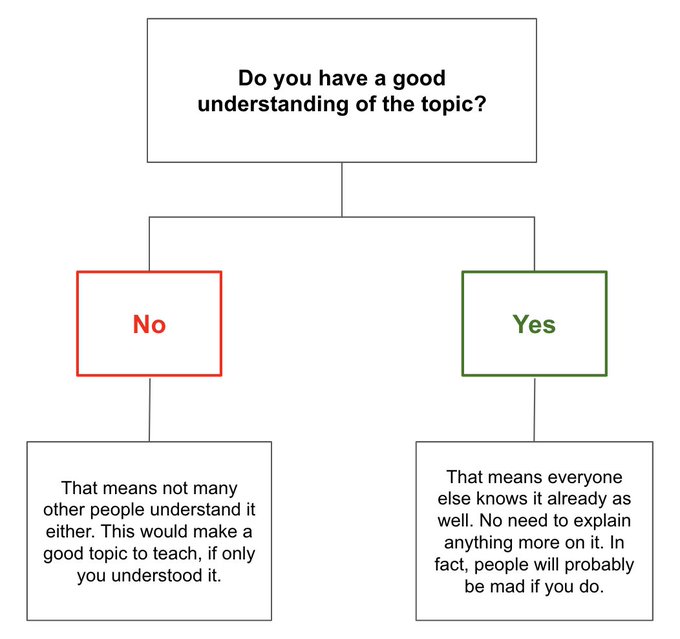 Do you have a good
understanding of the topic?
No
Yes
That means not many
other people understand it
either. This would make a
good topic to teach, if only
you understood it.
That means everyone
else knows it already as
well. No need to explain
anything more on it. In
fact, people will probably
be mad if you do.